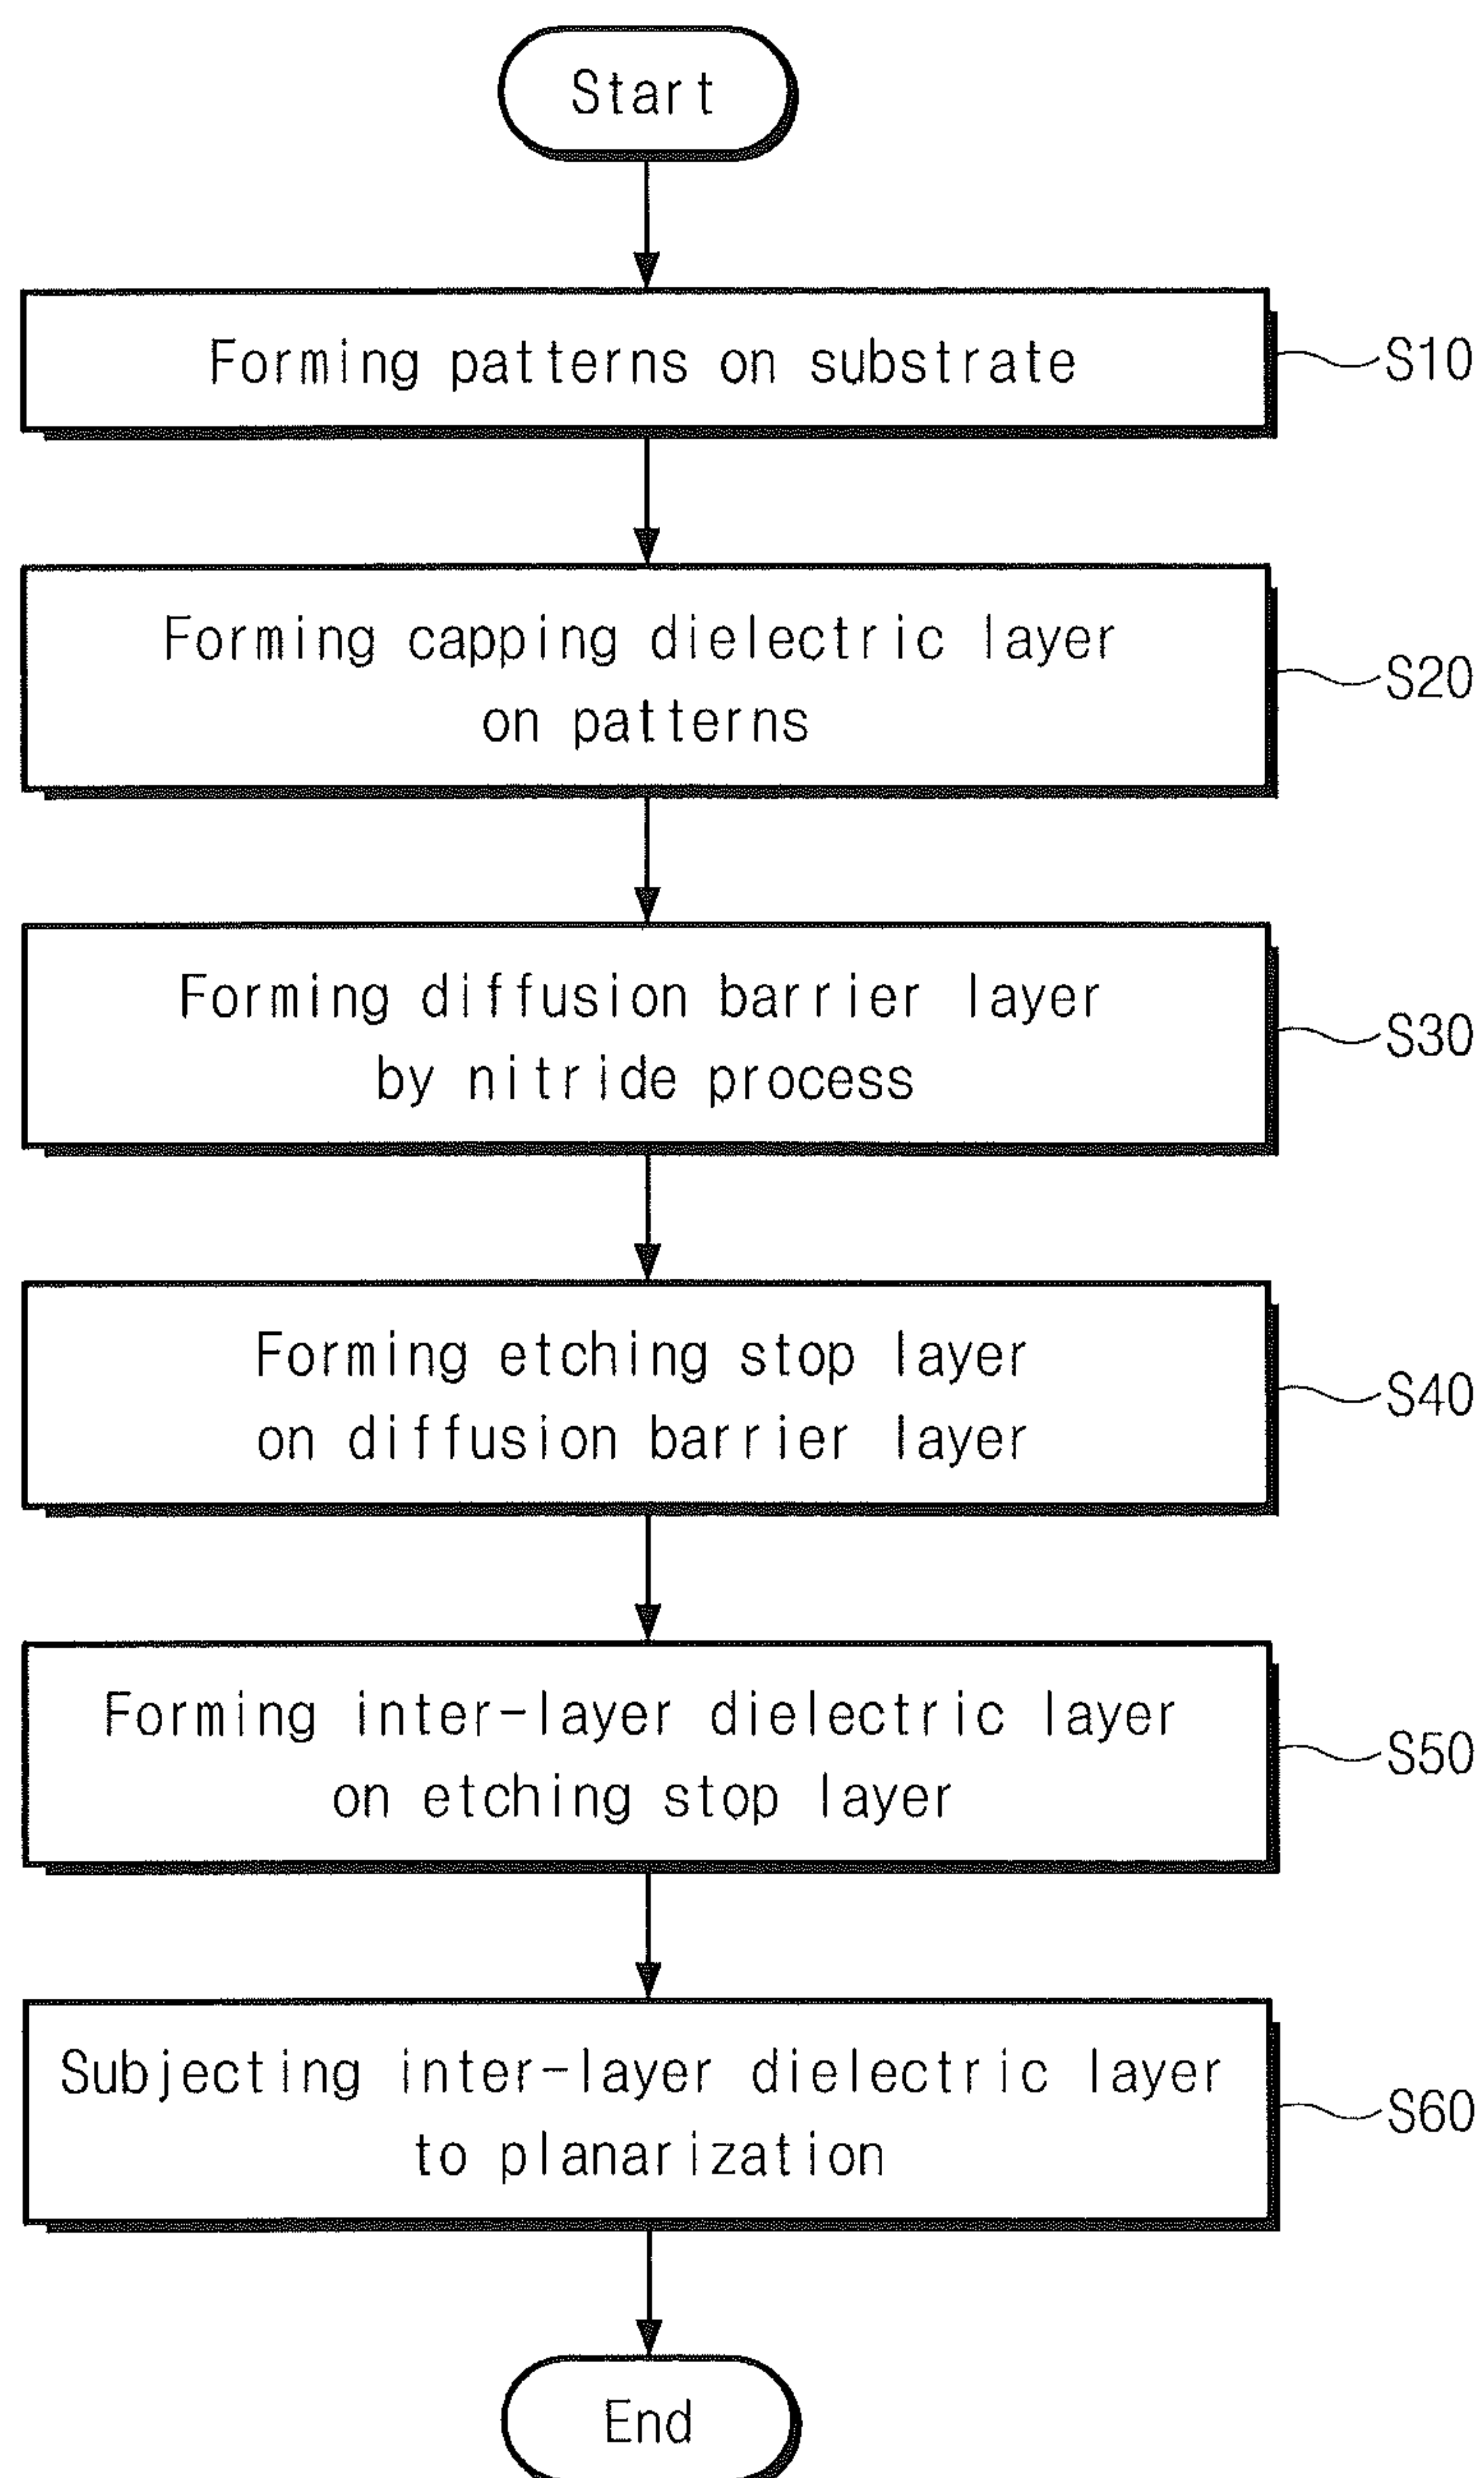 Start
Forming patterns on substrate
S10
Forming capping dielectric layer
on patterns
S20
Forming diffusion barrier layer
by nitride process
S30
Forming etching stop layer
on diffusion barrier layer
S40
Forming inter-layer dielectric layer
on etching stop layer
S50
Subjecting inter-layer dielectric layer
to planarization
S60
End